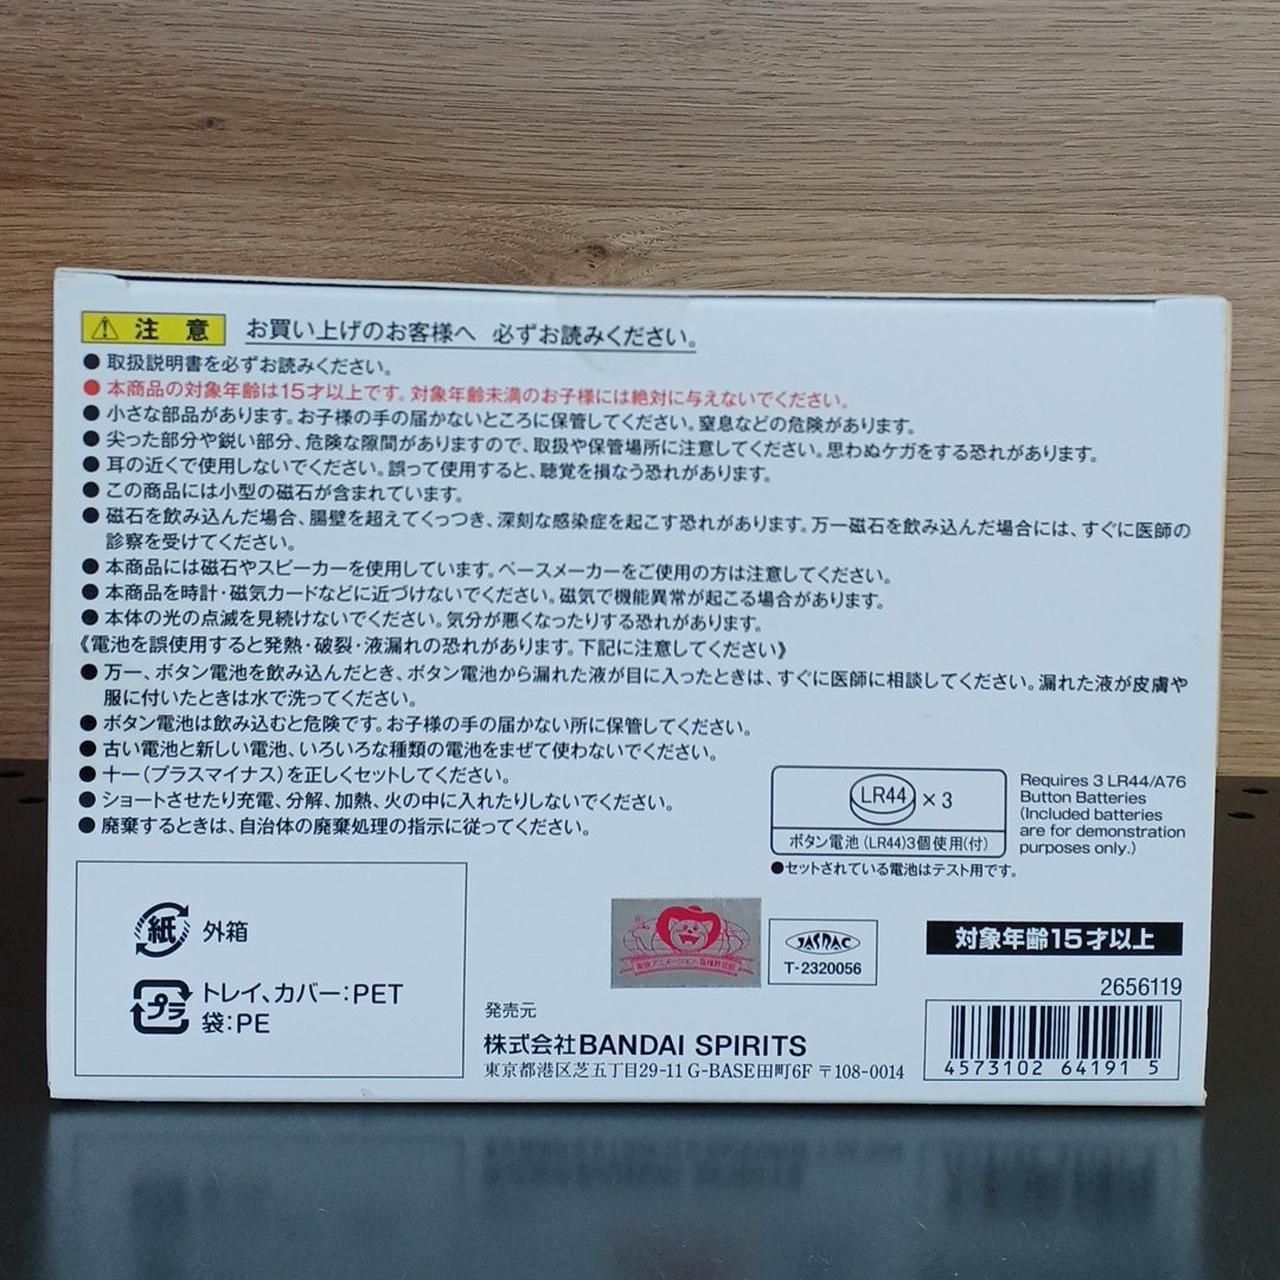 注意 お買い上げのお客様へ 必ずお読みください。
●取扱説明書を必ずお読みください。
●本商品の対象年齢は15才以上です。対象年齢未満のお子様には絶対に与えないでください。
●小さな部品があります。お子様の手の届かないところに保管してください。窒息などの危険があります。
●尖った部分や鋭い部分、危険な隙間がありますので、取扱や保管場所に注意してください。思わぬケガをする恐れがあります。
●耳の近くで使用しないでください。誤って使用すると、聴覚を損なう恐れがあります。
●この商品には小型の磁石が含まれています。
●磁石を飲み込んだ場合、腸壁を超えてくっつき、深刻な感染症を起こす恐れがあります。万一磁石を飲み込んだ場合には、すぐに医師の
診察を受けてください。
●本商品には磁石やスピーカーを使用しています。ペースメーカーをご使用の方は注意してください。
●本商品を時計・磁気カードなどに近づけないでください。磁気で機能異常が起こる場合があります。
●本体の光の点滅を見続けないでください。気分が悪くなったりする恐れがあります。
《電池を誤使用すると発熱・破裂・液漏れの恐れがあります。下記に注意してください》
●万一、ボタン電池を飲み込んだとき、ボタン電池から漏れた液が目に入ったときは、すぐに医師に相談してください。漏れた液が皮膚や
服に付いたときは水で洗ってください。
●ボタン電池は飲み込むと危険です。お子様の手の届かない所に保管してください。
●古い電池と新しい電池、いろいろな種類の電池をまぜて使わないでください。
●＋−（プラスマイナス）を正しくセットしてください。
●ショートさせたり充電、分解、加熱、火の中に入れたりしないでください。
●廃棄するときは、自治体の廃棄処理の指示に従ってください。
LR44 ×3
ボタン電池(LR44)3個使用(付)
●セットされている電池はテスト用です。
Requires 3 LR44/A76
Button Batteries
(Included batteries
are for demonstration
purposes only.)
紙 外箱
プラ トレイ、カバー:PET
袋:PE
東映アニメーション
JASRAC
T-2320056
対象年齢15才以上
2656119
4573102 64191 5
発売元
株式会社BANDAI SPIRITS
東京都港区芝五丁目29-11 G-BASE田町6F 〒108-0014